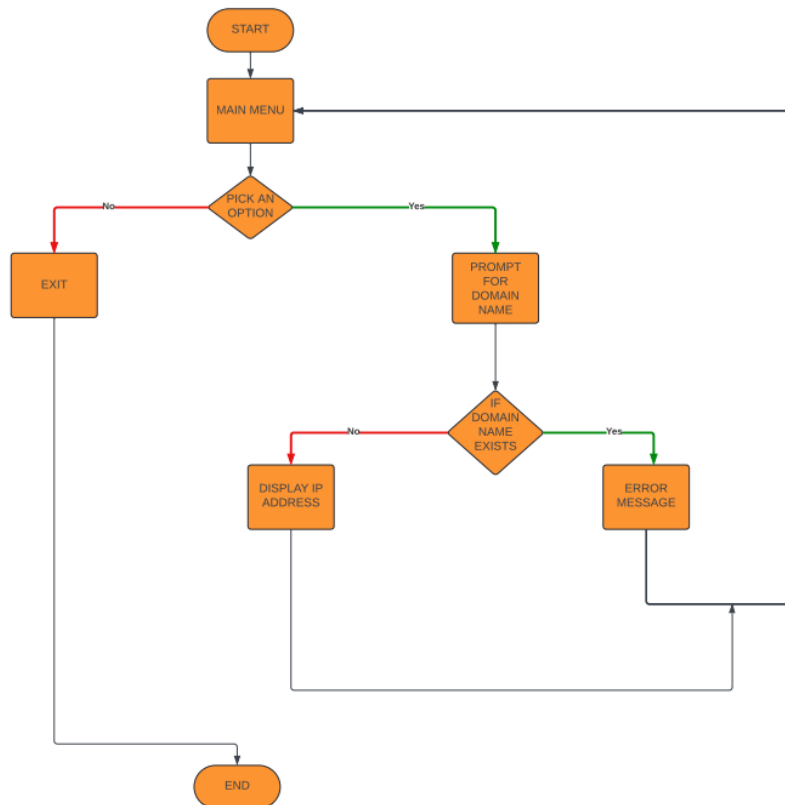 START
MAIN MENU
PICK AN
OPTION
No
Yes
EXIT
PROMPT
FOR
DOMAIN
NAME
IF
DOMAIN
NAME
EXISTS
No
Yes
DISPLAY IP
ADDRESS
ERROR
MESSAGE
END